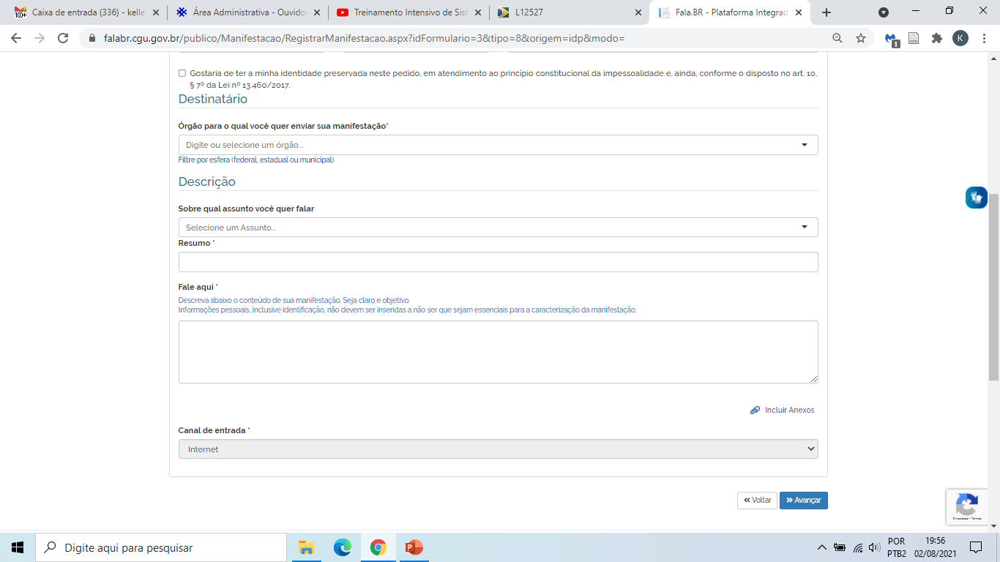 Caixa de entrada (336) - kelle
Área Administrativa - Ouvido
Treinamento Intensivo de Sis
L12527
Fala.BR - Plataforma Integrad
falabr.cgu.gov.br/publico/Manifestacao/RegistrarManifestacao.aspx?idFormulario=3&tipo=8&origem=idp&modo=
1
K
Gostaria de ter a minha identidade preservada neste pedido, em atendimento ao princípio constitucional da impessoalidade e, ainda, conforme o disposto no art. 10,
§ 7º da Lei nº 13.460/2017.
Destinatário
Órgão para o qual você quer enviar sua manifestação*
Digite ou selecione um órgão...
Filtre por esfera (federal, estadual ou municipal)
Descrição
Sobre qual assunto você quer falar
Selecione um Assunto...
Resumo *
Fale aqui *
Descreva abaixo o conteúdo de sua manifestação. Seja claro e objetivo.
Informações pessoais, inclusive identificação, não devem ser inseridas a não ser que sejam essenciais para a caracterização da manifestação.
Incluir Anexos
Canal de entrada *
Internet
Voltar
Avançar
Privacidade - Termos
Digite aqui para pesquisar
POR
PTB2
19:56
02/08/2021